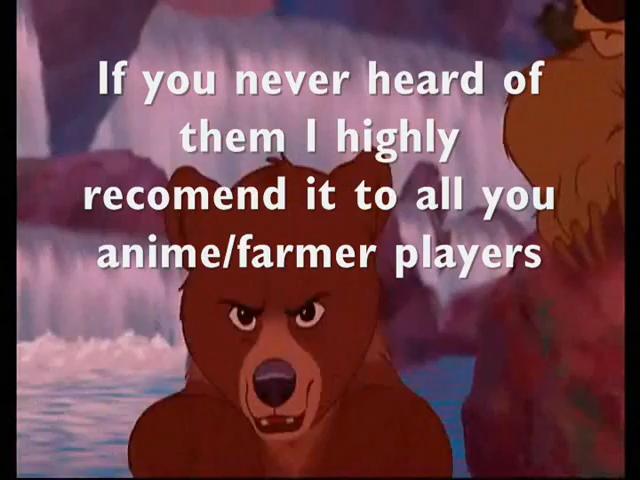 If you never heard of
them I highly
recomend it to all you
anime/farmer players